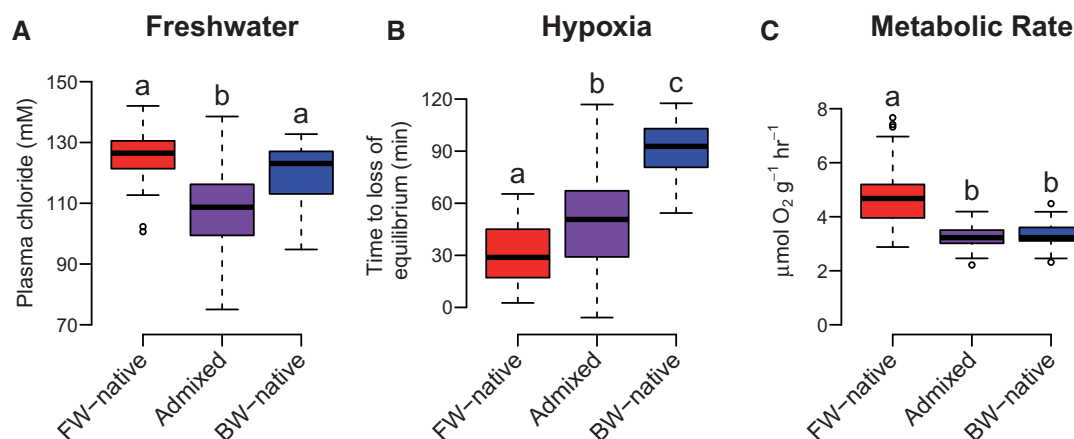 A Freshwater
Plasma chloride (mM)
150
130
110
90
70
a b a
FW−native
Admixed
BW−native
B Hypoxia
Time to loss of
equilibrium (min)
120
90
60
30
0
a b c
FW−native
Admixed
BW−native
C Metabolic Rate
μmol O₂ g⁻¹ hr⁻¹
8
6
4
2
0
a b b
FW−native
Admixed
BW−native